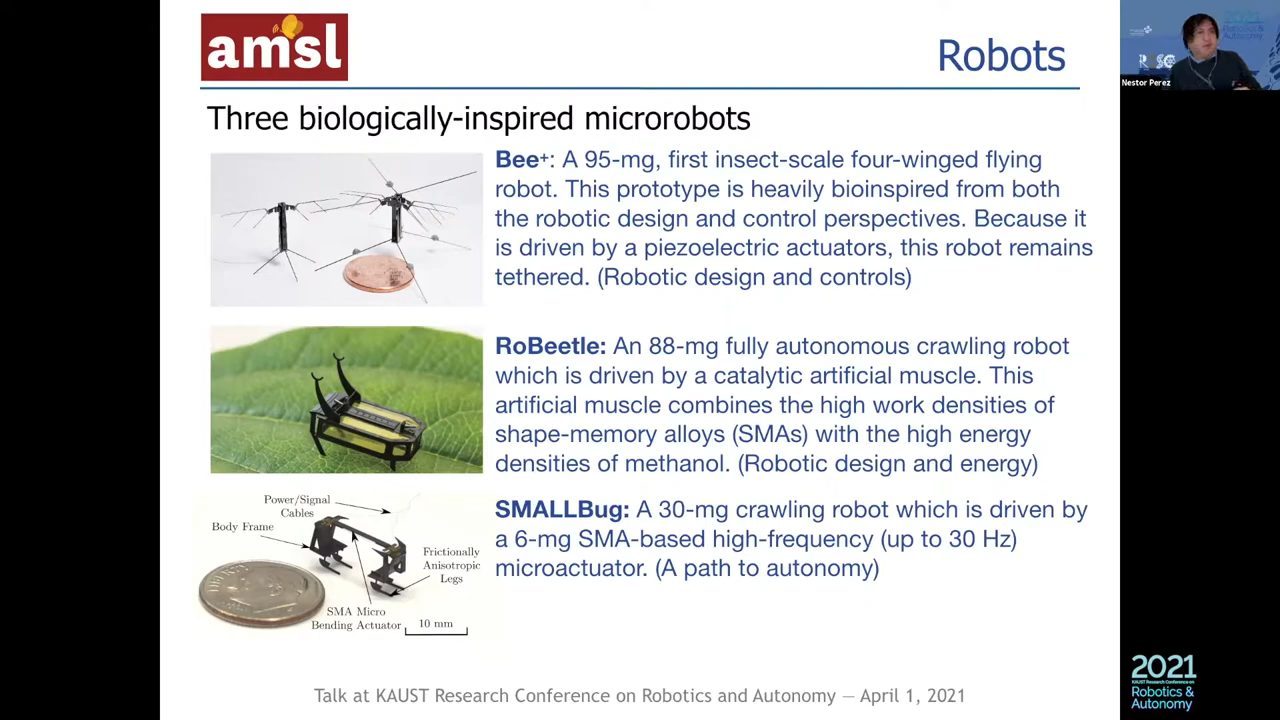 amsl
Robots
Three biologically-inspired microrobots
Bee+: A 95-mg, first insect-scale four-winged flying
robot. This prototype is heavily bioinspired from both
the robotic design and control perspectives. Because it
is driven by a piezoelectric actuators, this robot remains
tethered. (Robotic design and controls)
RoBeetle: An 88-mg fully autonomous crawling robot
which is driven by a catalytic artificial muscle. This
artificial muscle combines the high work densities of
shape-memory alloys (SMAs) with the high energy
densities of methanol. (Robotic design and energy)
Power/Signal
Cables
Body Frame
Frictionally
Anisotropic
Legs
SMA Micro
Bending Actuator
10 mm
SMALLBug: A 30-mg crawling robot which is driven by
a 6-mg SMA-based high-frequency (up to 30 Hz)
microactuator. (A path to autonomy)
Talk at KAUST Research Conference on Robotics and Autonomy — April 1, 2021
2021
Robotics
& Autonomy
Nestor Perez
2021
KAUST Research Conference on
Robotics &
Autonomy